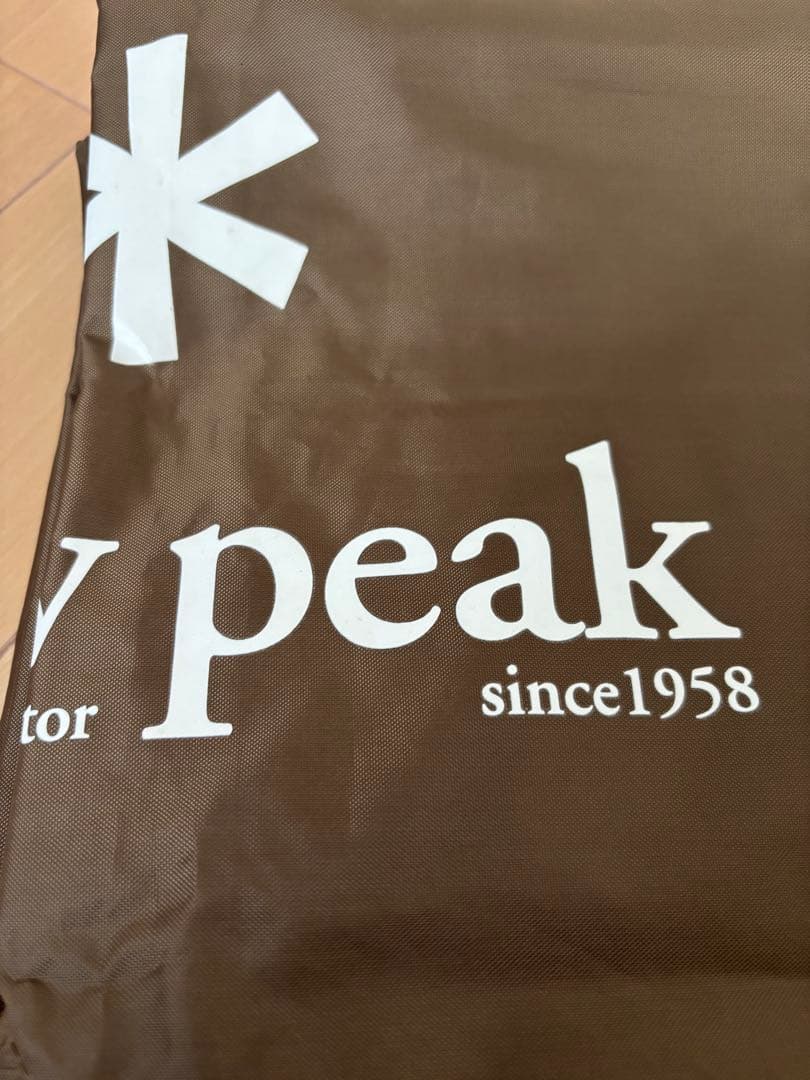 y peak
tor since1958